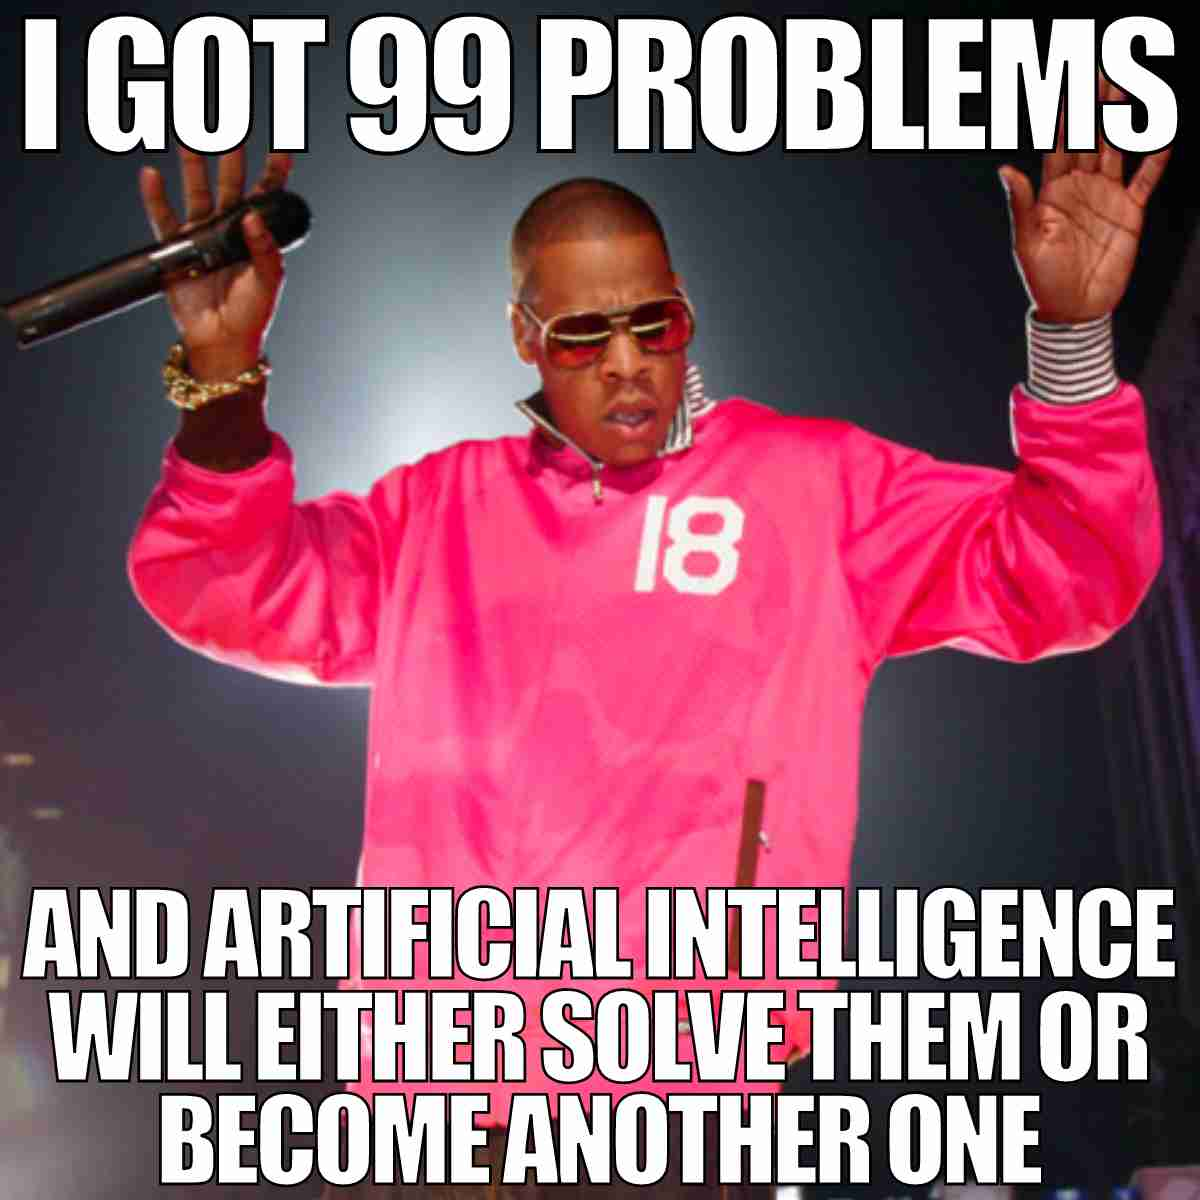 I GOT 99 PROBLEMS
18
AND ARTIFICIAL INTELLIGENCE
WILL EITHER SOLVE THEM OR
BECOME ANOTHER ONE